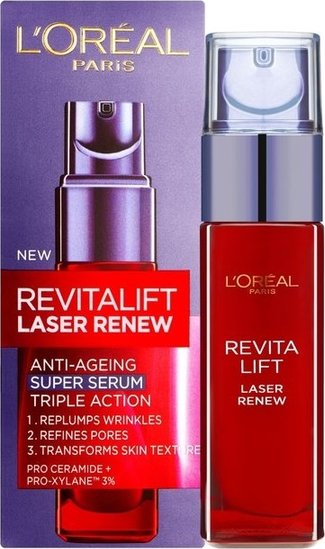 L'ORÉAL
PARIS
NEW
REVITALIFT
LASER RENEW
ANTI-AGEING
SUPER SERUM
TRIPLE ACTION
1. REPLUMPS WRINKLES
2. REFINES PORES
3. TRANSFORMS SKIN TEXTURE
PRO CERAMIDE +
PRO-XYLANE™ 3%
L'ORÉAL
PARIS
REVITA
LIFT
LASER
RENEW